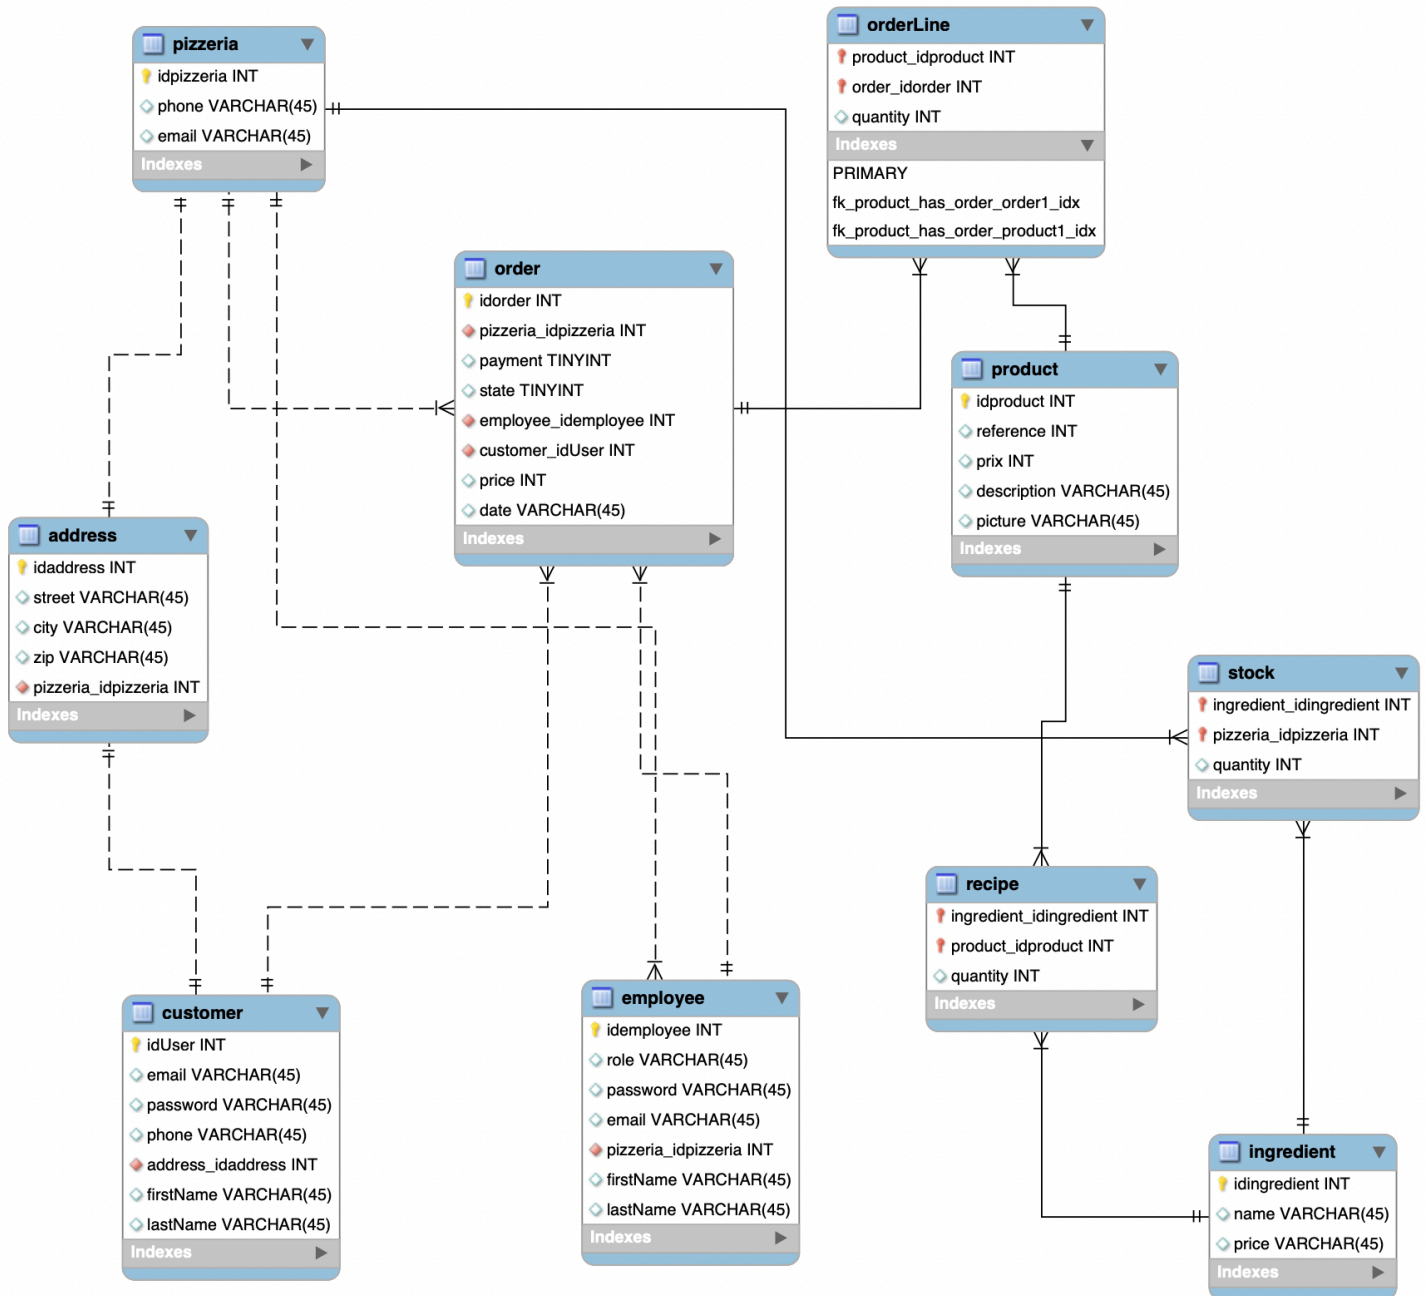 pizzeria
idpizzeria INT
phone VARCHAR(45)
email VARCHAR(45)
Indexes
orderLine
product_idproduct INT
order_idorder INT
quantity INT
Indexes
PRIMARY
fk_product_has_order_order1_idx
fk_product_has_order_product1_idx
order
idorder INT
pizzeria_idpizzeria INT
payment TINYINT
state TINYINT
employee_idemployee INT
customer_idUser INT
price INT
date VARCHAR(45)
Indexes
product
idproduct INT
reference INT
prix INT
description VARCHAR(45)
picture VARCHAR(45)
Indexes
address
idaddress INT
street VARCHAR(45)
city VARCHAR(45)
zip VARCHAR(45)
pizzeria_idpizzeria INT
Indexes
stock
ingredient_idingredient INT
pizzeria_idpizzeria INT
quantity INT
Indexes
recipe
ingredient_idingredient INT
product_idproduct INT
quantity INT
Indexes
customer
idUser INT
email VARCHAR(45)
password VARCHAR(45)
phone VARCHAR(45)
address_idaddress INT
firstName VARCHAR(45)
lastName VARCHAR(45)
Indexes
employee
idemployee INT
role VARCHAR(45)
password VARCHAR(45)
email VARCHAR(45)
pizzeria_idpizzeria INT
firstName VARCHAR(45)
lastName VARCHAR(45)
Indexes
ingredient
idingredient INT
name VARCHAR(45)
price VARCHAR(45)
Indexes